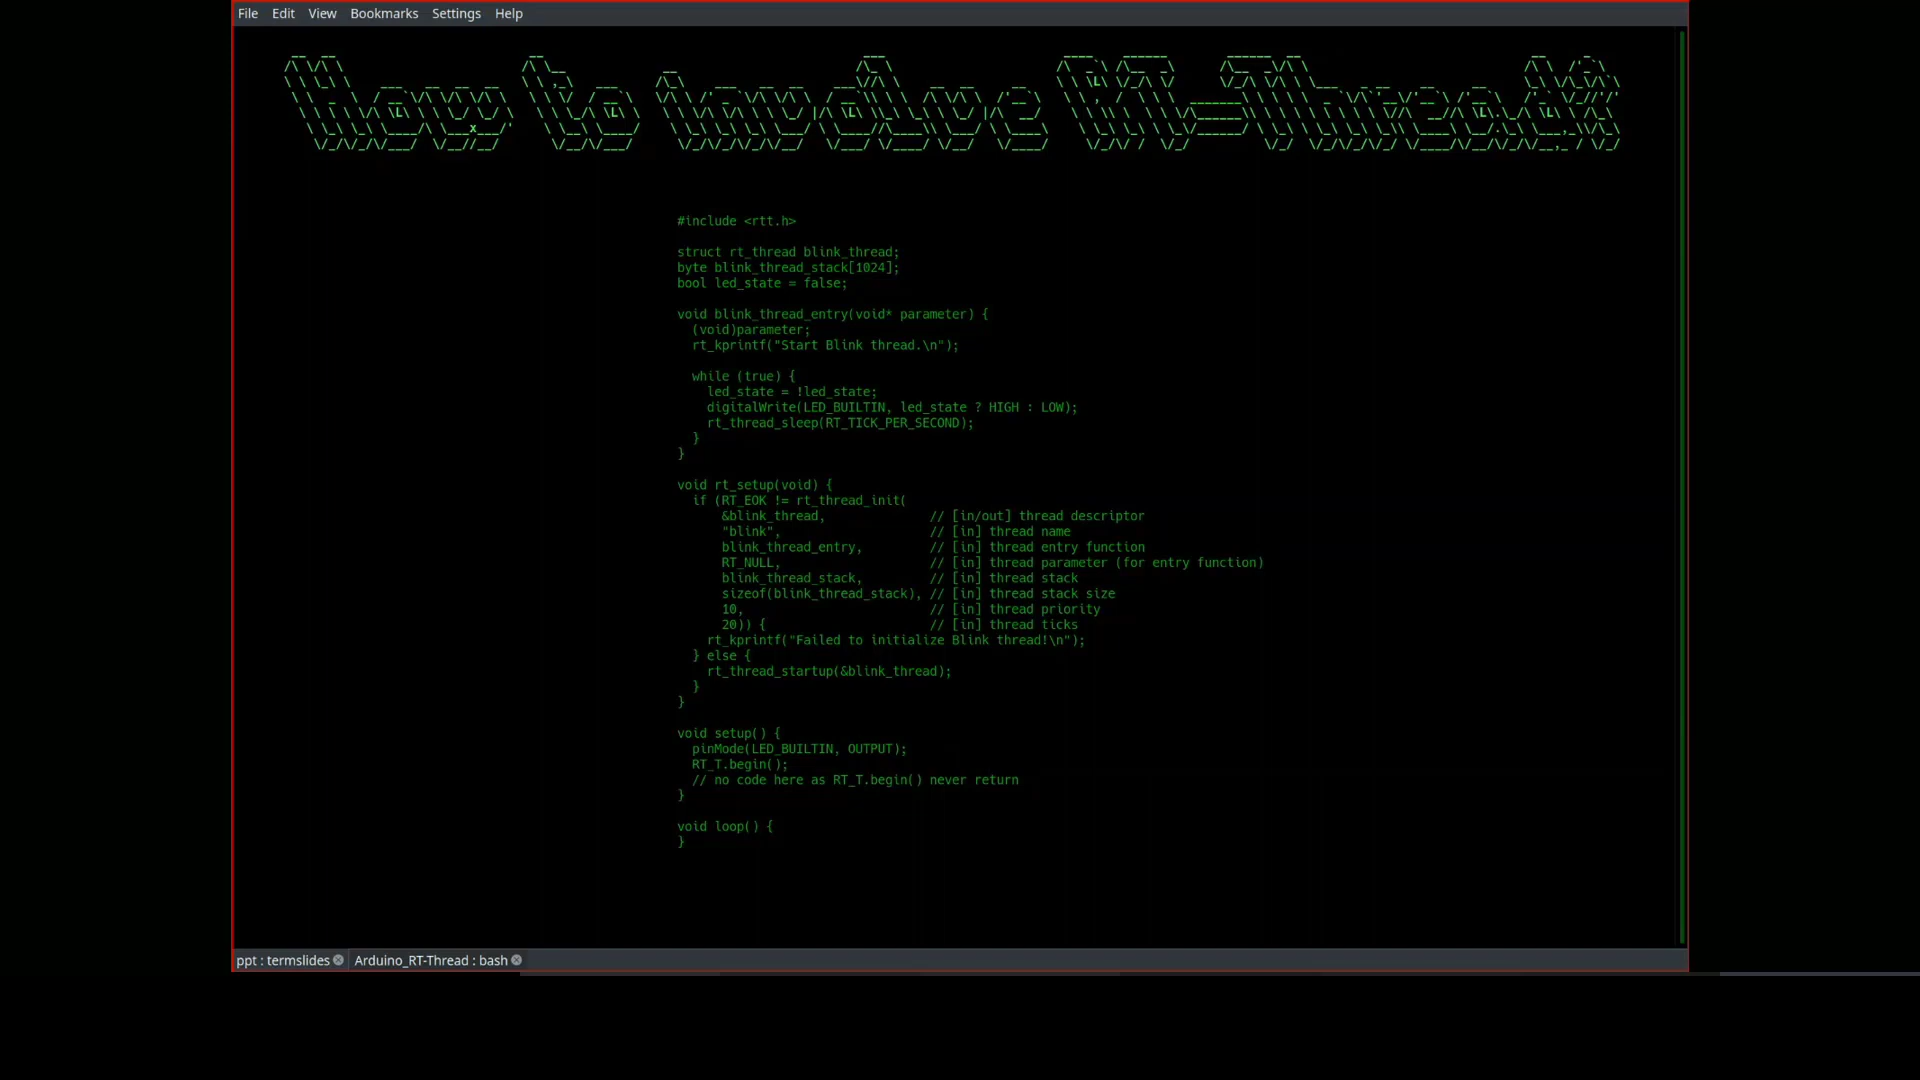 File Edit View Bookmarks Settings Help
How to involve RT-Thread?
#include <rtt.h>
struct rt_thread blink_thread;
byte blink_thread_stack[1024];
bool led_state = false;
void blink_thread_entry(void* parameter) {
(void)parameter;
rt_kprintf("Start Blink thread.\n");
while (true) {
led_state = !led_state;
digitalWrite(LED_BUILTIN, led_state ? HIGH : LOW);
rt_thread_sleep(RT_TICK_PER_SECOND);
}
}
void rt_setup(void) {
if (RT_EOK != rt_thread_init(
&blink_thread, // [in/out] thread descriptor
"blink", // [in] thread name
blink_thread_entry, // [in] thread entry function
RT_NULL, // [in] thread parameter (for entry function)
blink_thread_stack, // [in] thread stack
sizeof(blink_thread_stack), // [in] thread stack size
10, // [in] thread priority
20)) { // [in] thread ticks
rt_kprintf("Failed to initialize Blink thread!\n");
} else {
rt_thread_startup(&blink_thread);
}
}
void setup() {
pinMode(LED_BUILTIN, OUTPUT);
RT_T.begin();
// no code here as RT_T.begin() never return
}
void loop() {
}
ppt : termslides Arduino_RT-Thread : bash